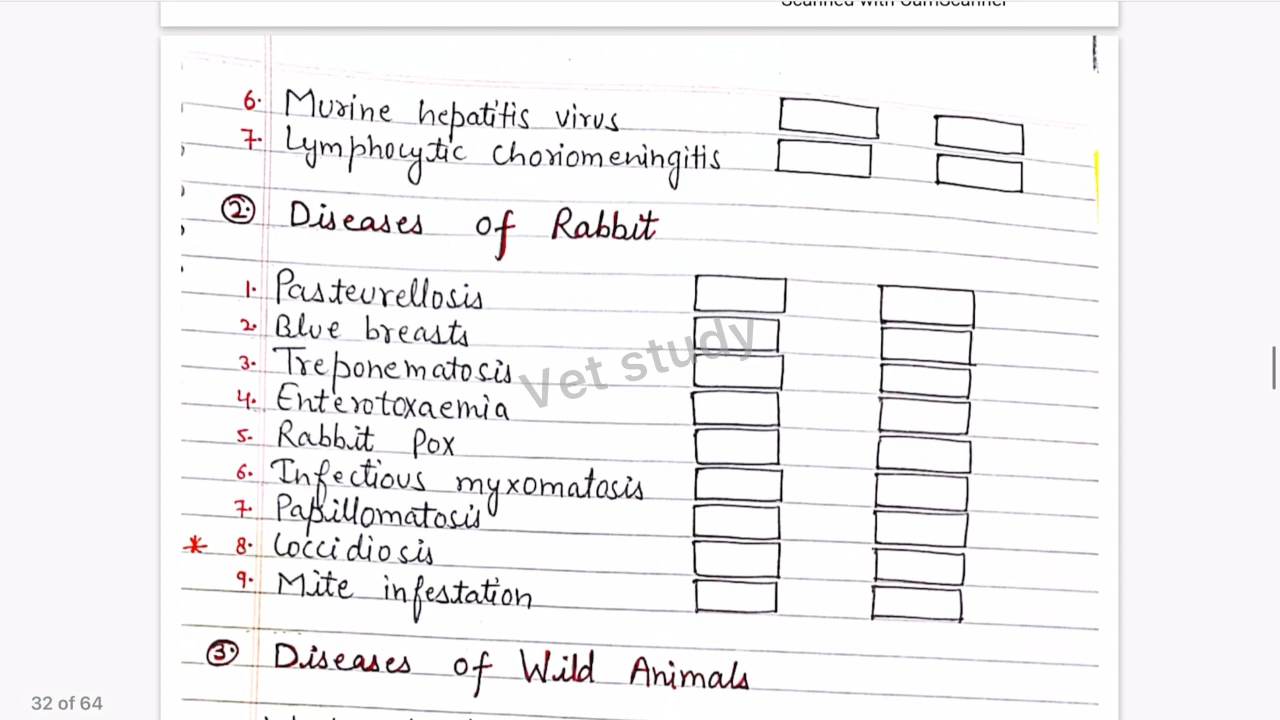 6. Murine hepatitis virus
7. Lymphocytic Choriomeningitis
2. Diseases of Rabbit
1. Pasteurellosis
2. Blue breasts
3. Treponematosis
4. Enterotoxaemia
5. Rabbit Pox
6. Infectious myxomatosis
7. Papillomatosis
* 8. Coccidiosis
9. Mite infestation
3. Diseases of Wild Animals
Vet study
32 of 64